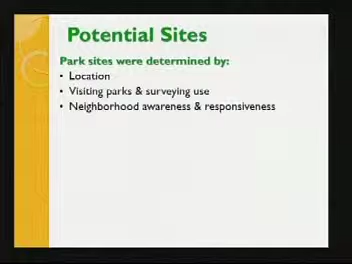 Potential Sites
Park sites were determined by:
• Location
• Visiting parks & surveying use
• Neighborhood awareness & responsiveness